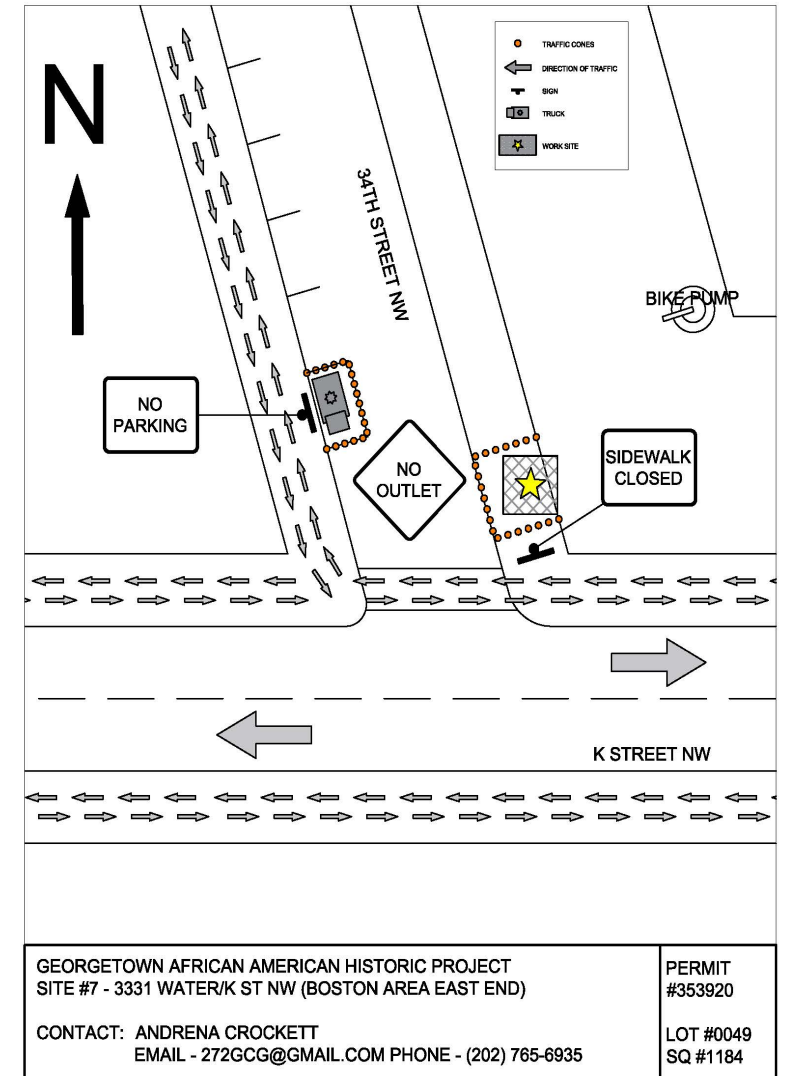 N
TRAFFIC CONES
DIRECTION OF TRAFFIC
SIGN
TRUCK
WORK SITE
34TH STREET NW
BIKE PUMP
NO
PARKING
NO
OUTLET
SIDEWALK
CLOSED
K STREET NW
GEORGETOWN AFRICAN AMERICAN HISTORIC PROJECT
SITE #7 - 3331 WATER/K ST NW (BOSTON AREA EAST END)
CONTACT: ANDRENA CROCKETT
EMAIL - 272GCG@GMAIL.COM PHONE - (202) 765-6935
PERMIT
#353920
LOT #0049
SQ #1184